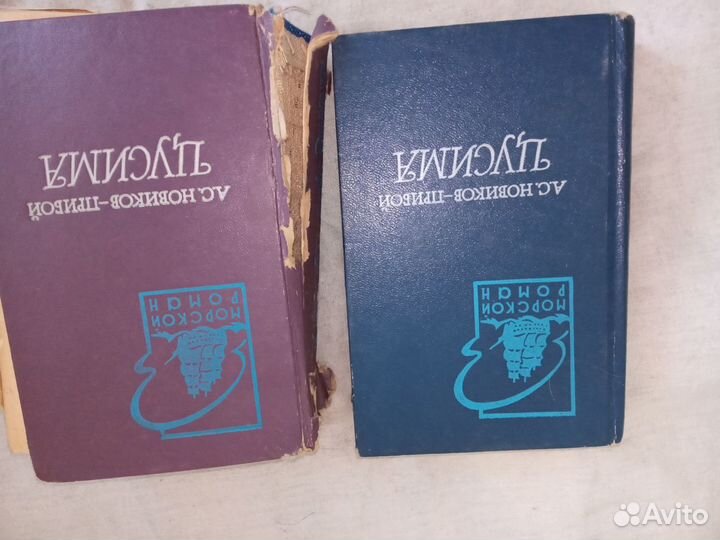 А.С. НОВИКОВ-ПРИБОЙ
ЦУСИМА
МОРСКОЙ
РОМАН
А.С. НОВИКОВ-ПРИБОЙ
ЦУСИМА
МОРСКОЙ
РОМАН
Avito